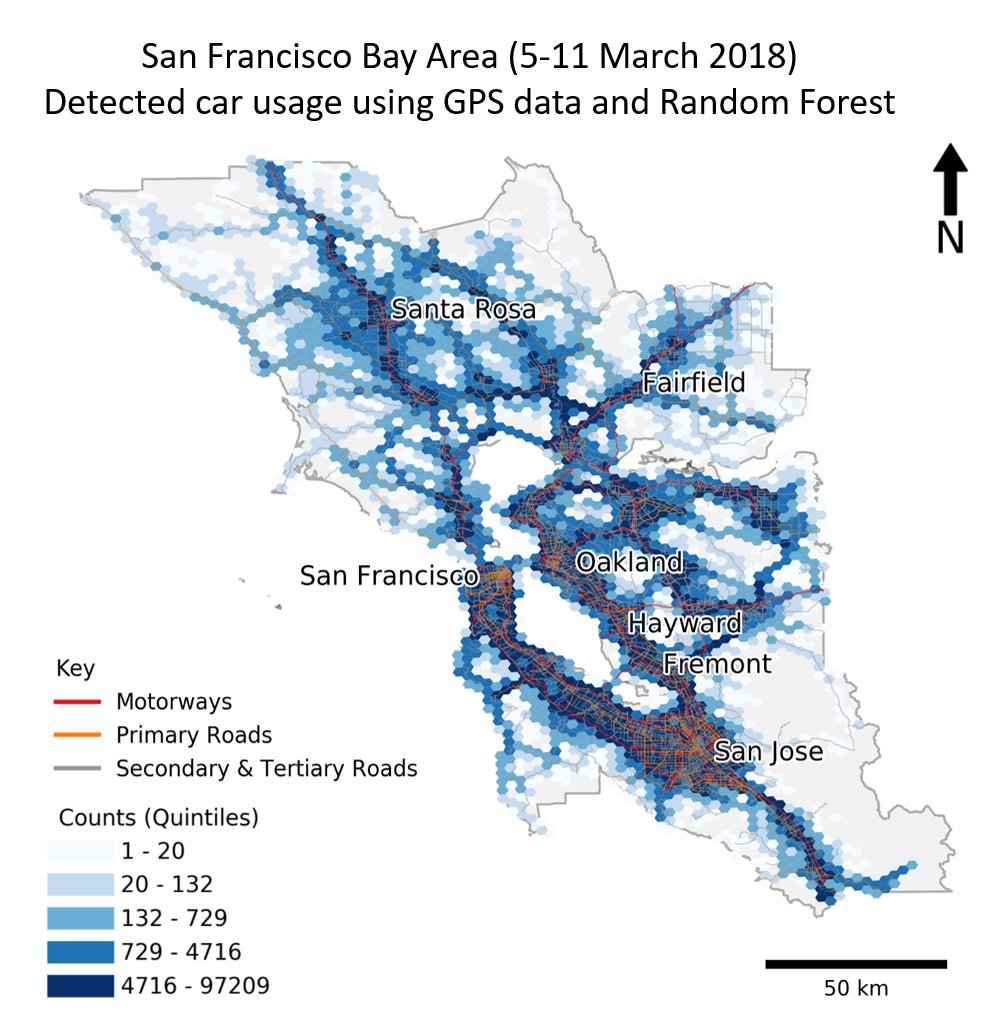 San Francisco Bay Area (5-11 March 2018)
Detected car usage using GPS data and Random Forest
N
Santa Rosa
Fairfield
Oakland
San Francisco
Hayward
Fremont
San Jose
Key
Motorways
Primary Roads
Secondary & Tertiary Roads
Counts (Quintiles)
1 - 20
20 - 132
132 - 729
729 - 4716
4716 - 97209
50 km